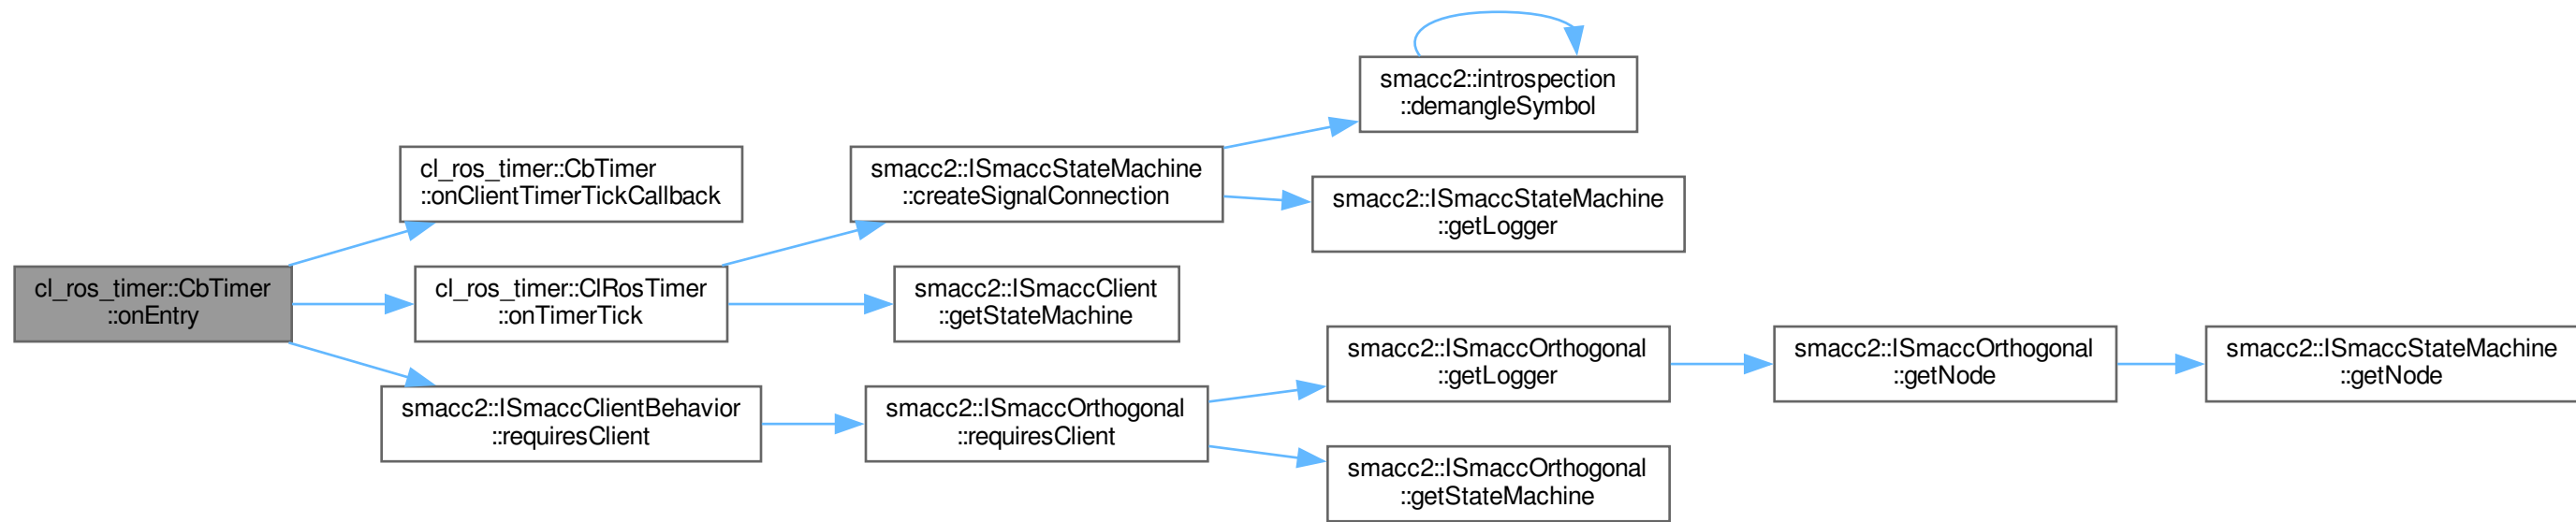 cl_ros_timer::CbTimer
::onEntry
cl_ros_timer::CbTimer
::onClientTimerTickCallback
cl_ros_timer::ClRosTimer
::onTimerTick
smacc2::ISmaccClientBehavior
::requiresClient
smacc2::ISmaccStateMachine
::createSignalConnection
smacc2::ISmaccClient
::getStateMachine
smacc2::ISmaccOrthogonal
::requiresClient
smacc2::introspection
::demangleSymbol
smacc2::ISmaccStateMachine
::getLogger
smacc2::ISmaccOrthogonal
::getLogger
smacc2::ISmaccOrthogonal
::getStateMachine
smacc2::ISmaccOrthogonal
::getNode
smacc2::ISmaccStateMachine
::getNode